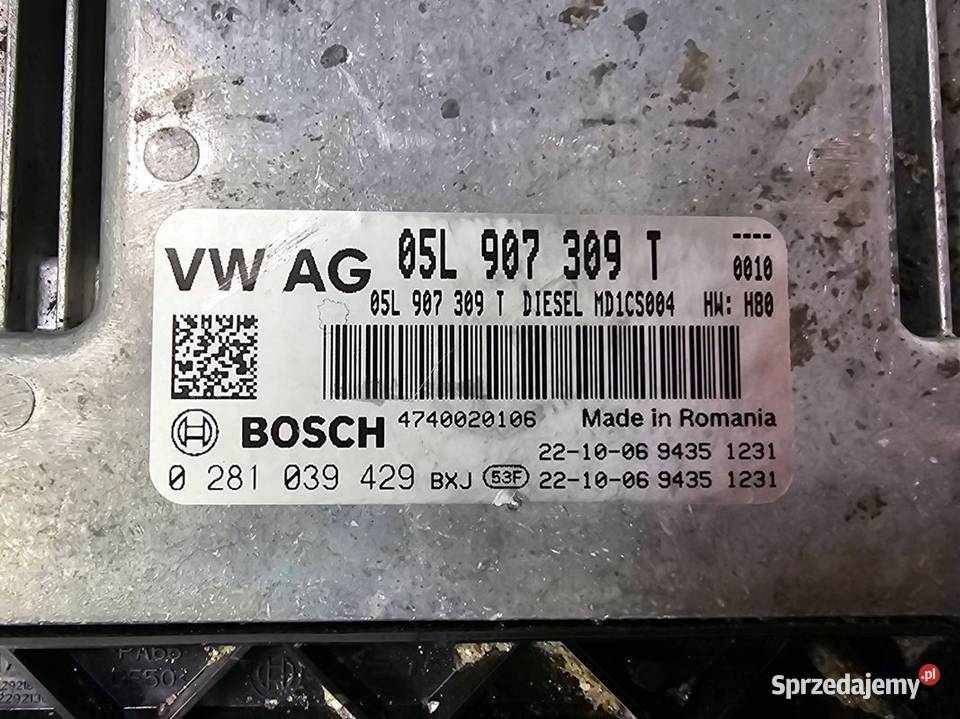 VW AG 05L 907 309 T ----
0010
05L 907 309 T DIESEL MD1CS004 HW: H80
BOSCH 4740020106 Made in Romania
22-10-06 9435 1231
0 281 039 429 BXJ 53F 22-10-06 9435 1231
Sprzedajemy.pl